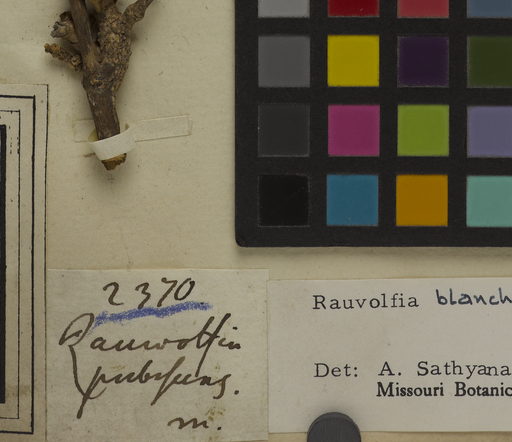 2370
Rauwolfia
pubescens.
m.
Rauvolfia blanch
Det: A. Sathyana
Missouri Botanic